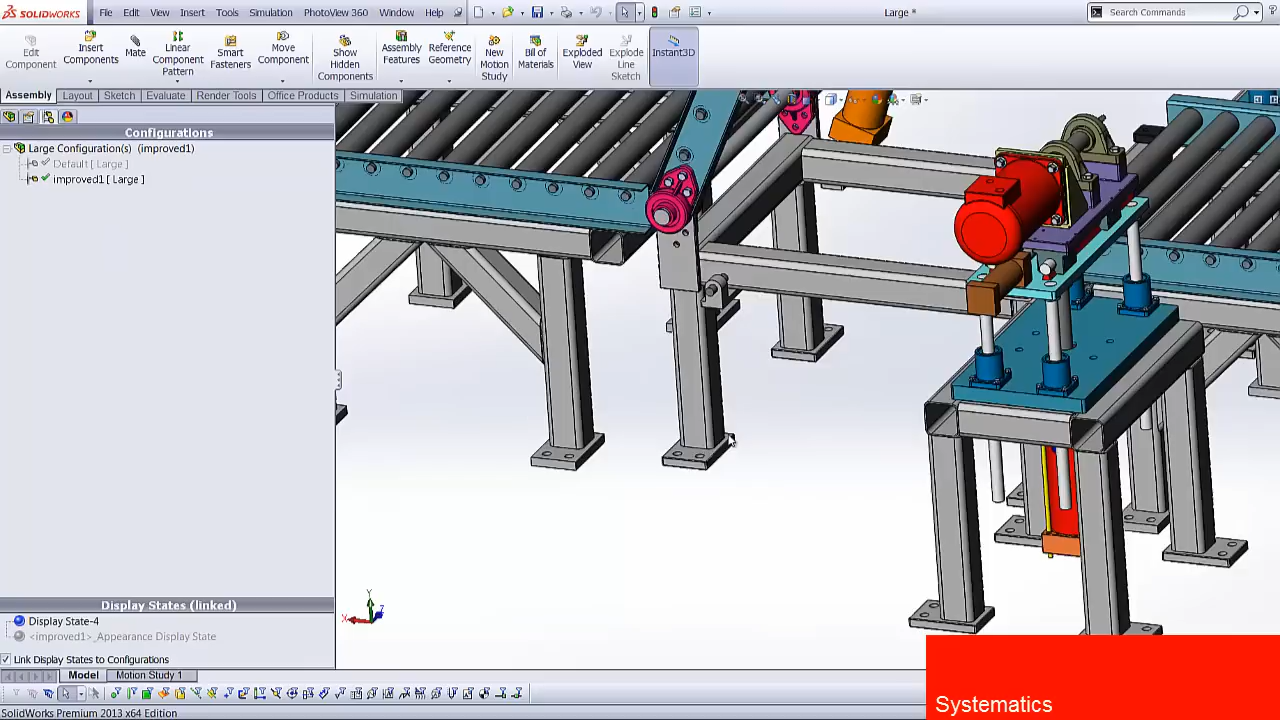 SOLIDWORKS File Edit View Insert Tools Simulation PhotoView 360 Window Help Large * Search Commands
Edit Component
Insert Components
Mate
Linear Component Pattern
Smart Fasteners
Move Component
Show Hidden Components
Assembly Features
Reference Geometry
New Motion Study
Bill of Materials
Exploded View
Explode Line Sketch
Instant3D
Assembly Layout Sketch Evaluate Render Tools Office Products Simulation
Configurations
Large Configuration(s) (improved1)
Default [ Large ]
improved1 [ Large ]
Display States (linked)
Display State-4
<improved1>_Appearance Display State
Link Display States to Configurations
Model Motion Study 1
SolidWorks Premium 2013 x64 Edition
Y
X
Z
Systematics